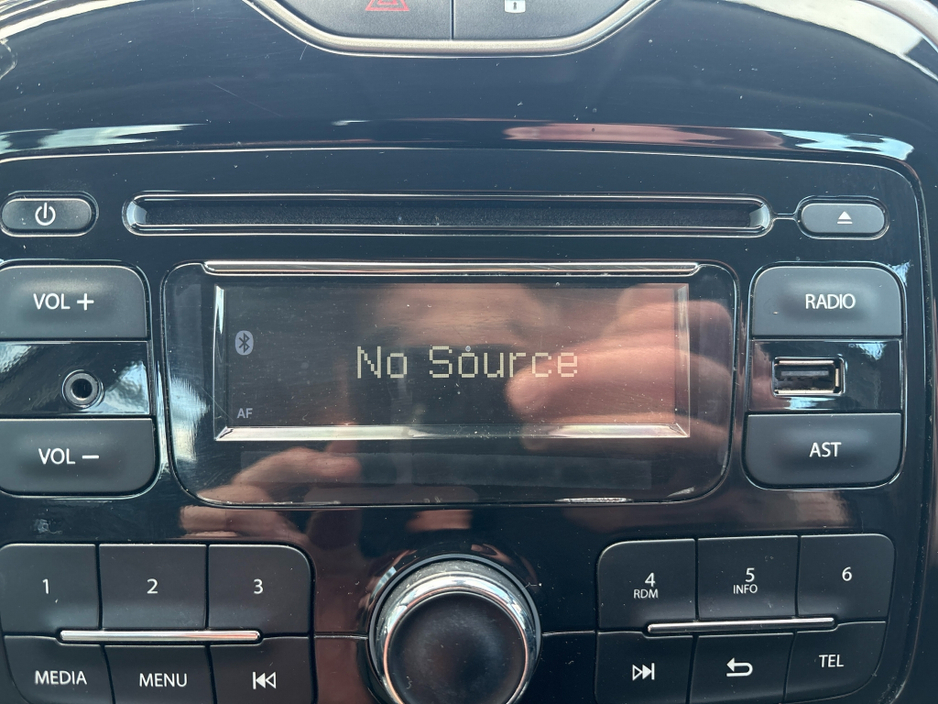 VOL +
RADIO
No Source
AF
VOL −
AST
1
2
3
4
RDM
5
INFO
6
MEDIA
MENU
TEL